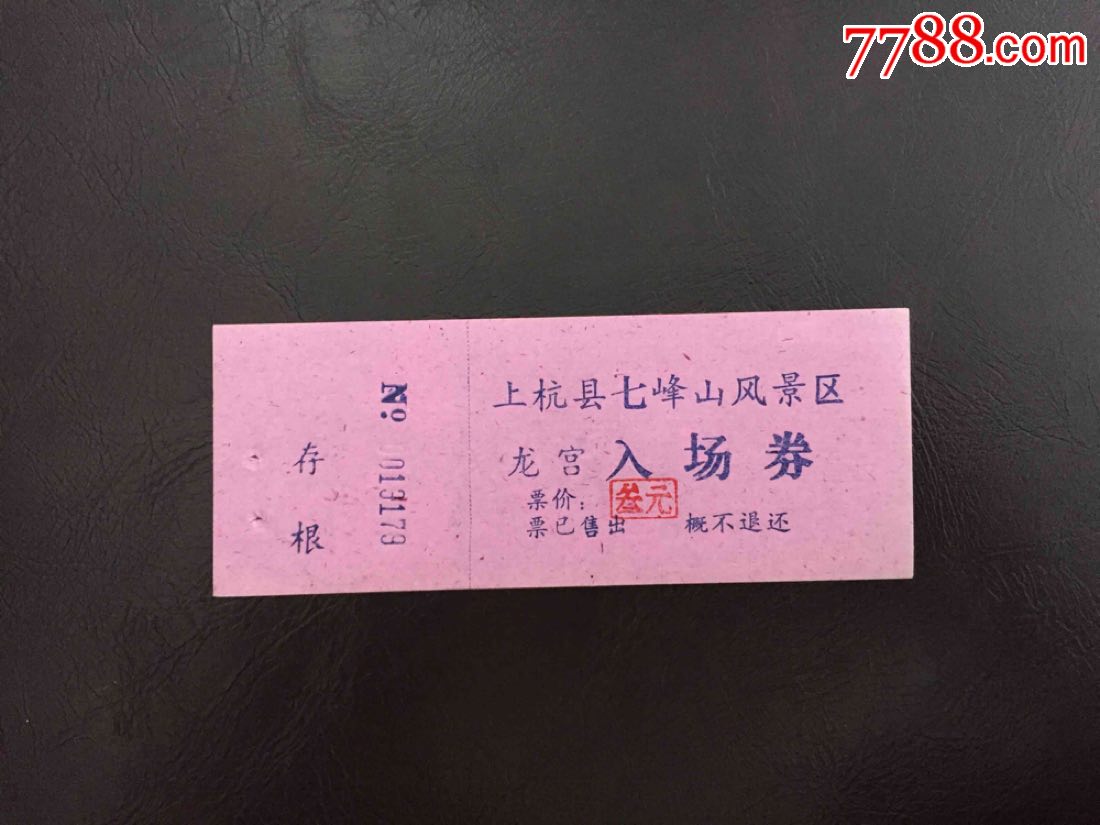 7788.com
上杭县七峰山风景区
龙宫 入场券
票价：叁元
票已售出 概不退还
存根
№: 013173